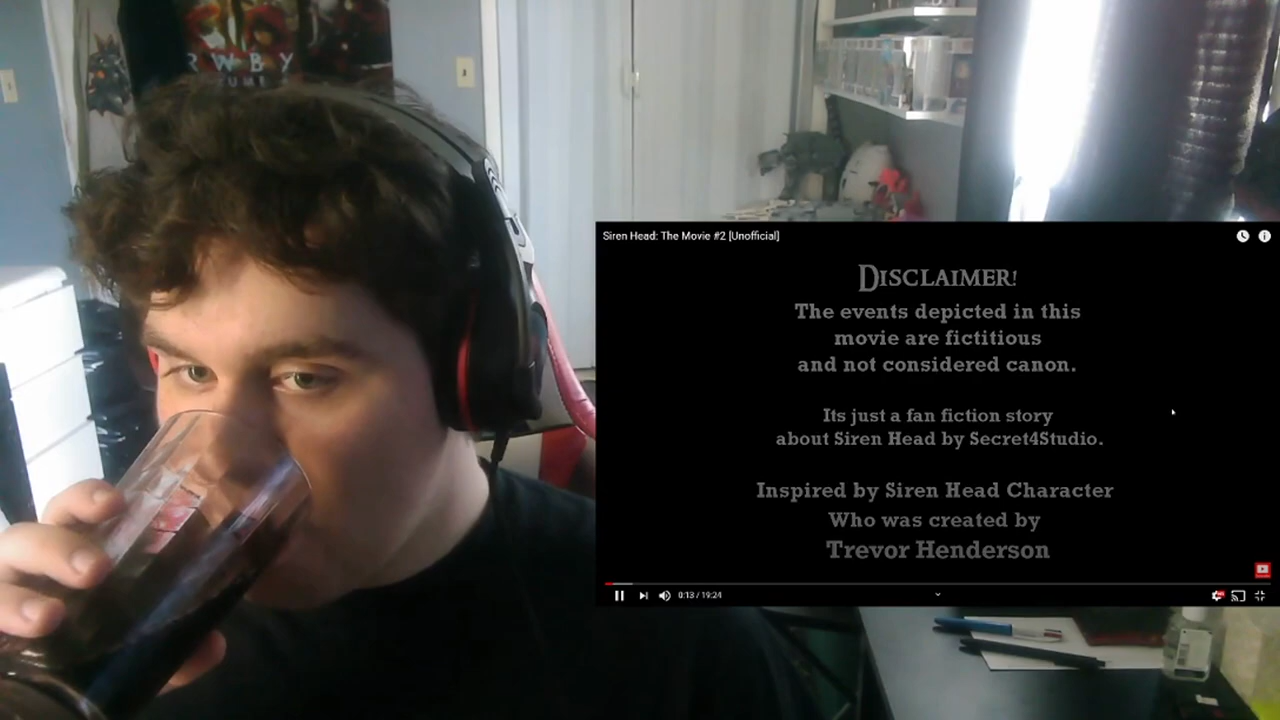 RWBY
Siren Head: The Movie #2 [Unofficial]
DISCLAIMER!
The events depicted in this
movie are fictitious
and not considered canon.
Its just a fan fiction story
about Siren Head by Secret4Studio.
Inspired by Siren Head Character
Who was created by
Trevor Henderson
0:13 / 19:24